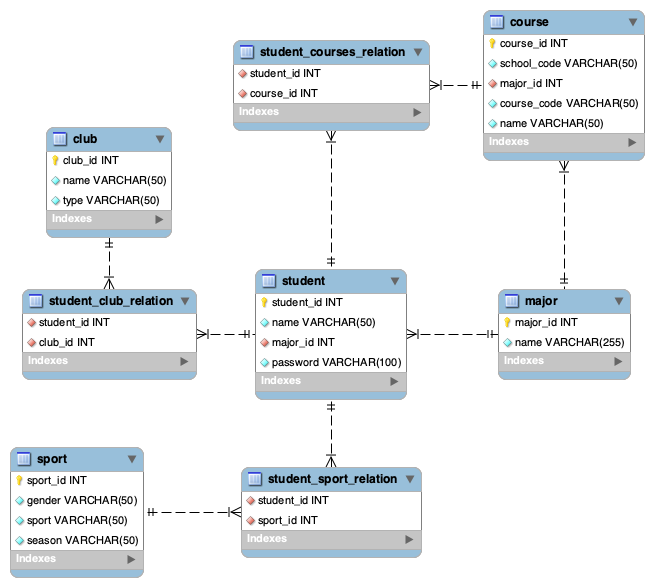 course
course_id INT
school_code VARCHAR(50)
major_id INT
course_code VARCHAR(50)
name VARCHAR(50)
Indexes
student_courses_relation
student_id INT
course_id INT
Indexes
club
club_id INT
name VARCHAR(50)
type VARCHAR(50)
Indexes
student
student_id INT
name VARCHAR(50)
major_id INT
password VARCHAR(100)
Indexes
student_club_relation
student_id INT
club_id INT
Indexes
major
major_id INT
name VARCHAR(255)
Indexes
sport
sport_id INT
gender VARCHAR(50)
sport VARCHAR(50)
season VARCHAR(50)
Indexes
student_sport_relation
student_id INT
sport_id INT
Indexes